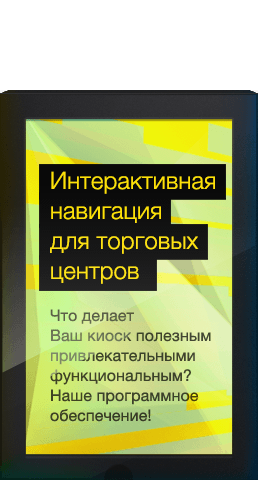 Интерактивная
навигация
для торговых
центров
Что делает
Ваш киоск полезным
привлекательными
функциональным?
Наше программное
обеспечение!